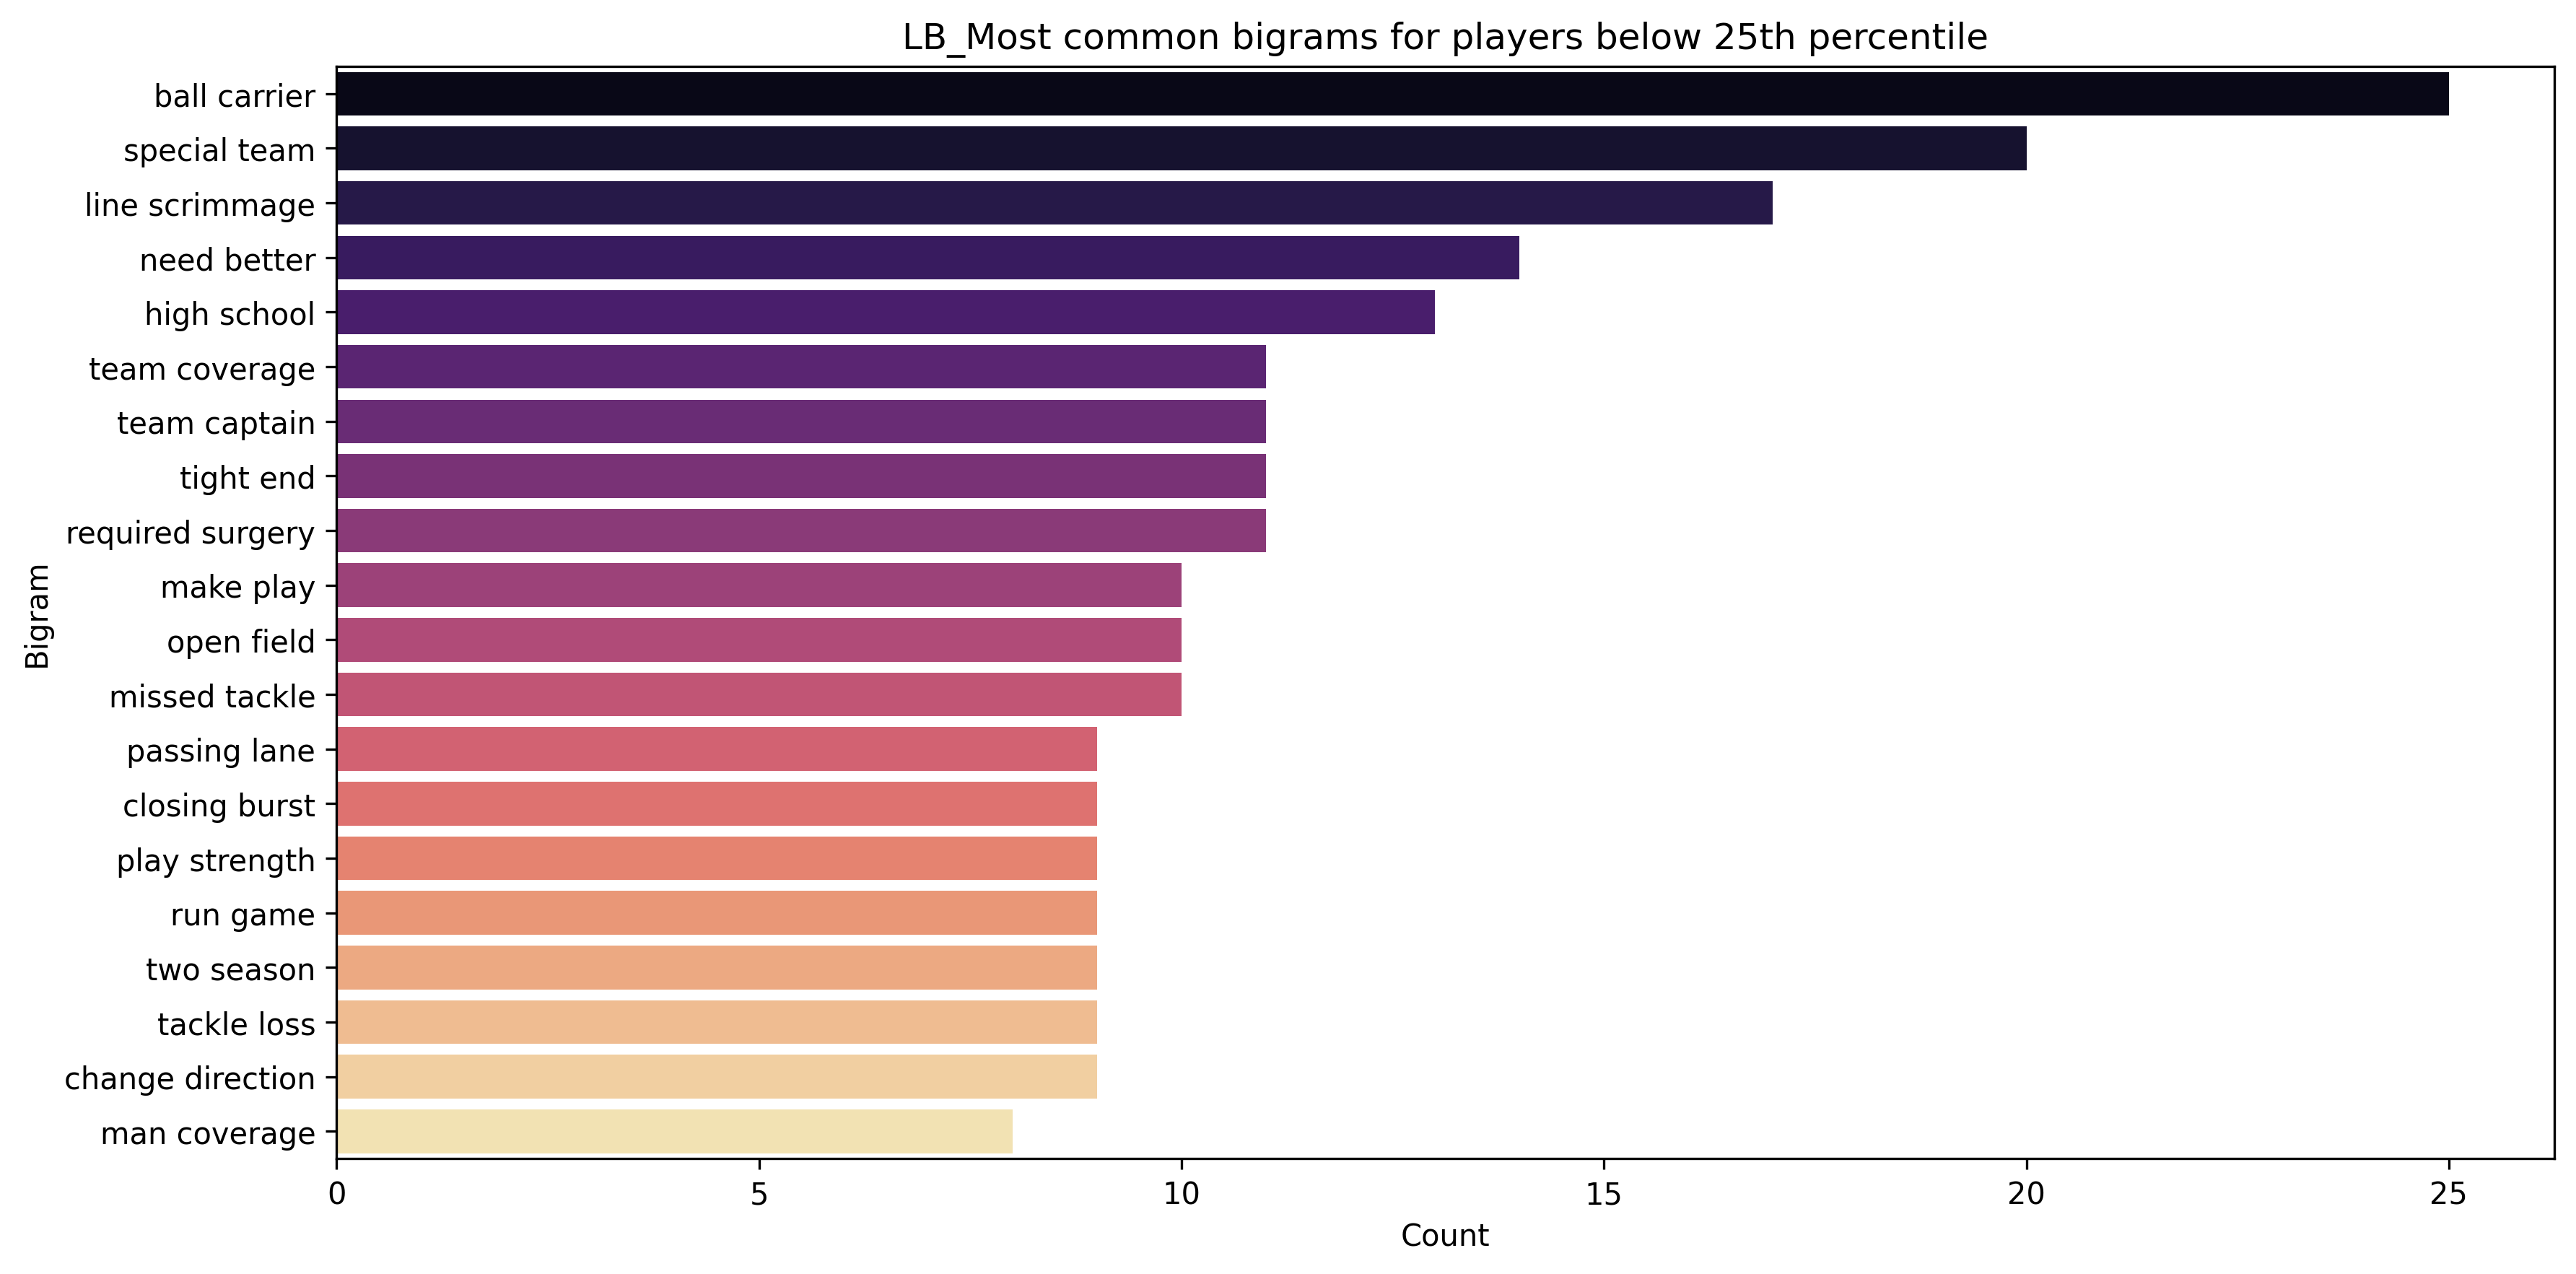 LB_Most common bigrams for players below 25th percentile
ball carrier
special team
line scrimmage
need better
high school
team coverage
team captain
tight end
required surgery
make play
open field
missed tackle
passing lane
closing burst
play strength
run game
two season
tackle loss
change direction
man coverage
Bigram
0 5 10 15 20 25
Count